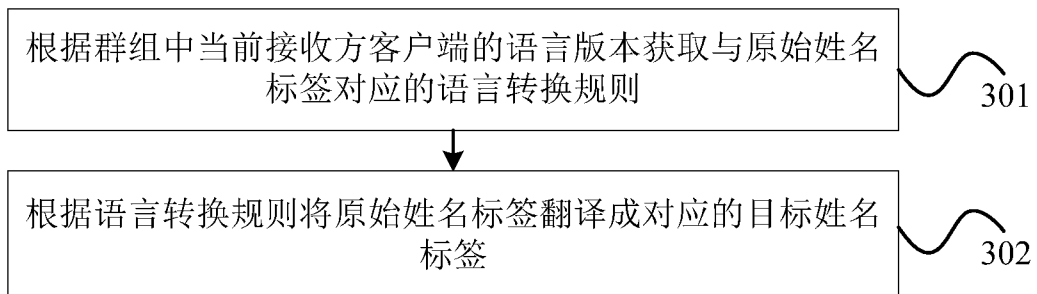 根据群组中当前接收方客户端的语言版本获取与原始姓名
标签对应的语言转换规则
301
根据语言转换规则将原始姓名标签翻译成对应的目标姓名
标签
302